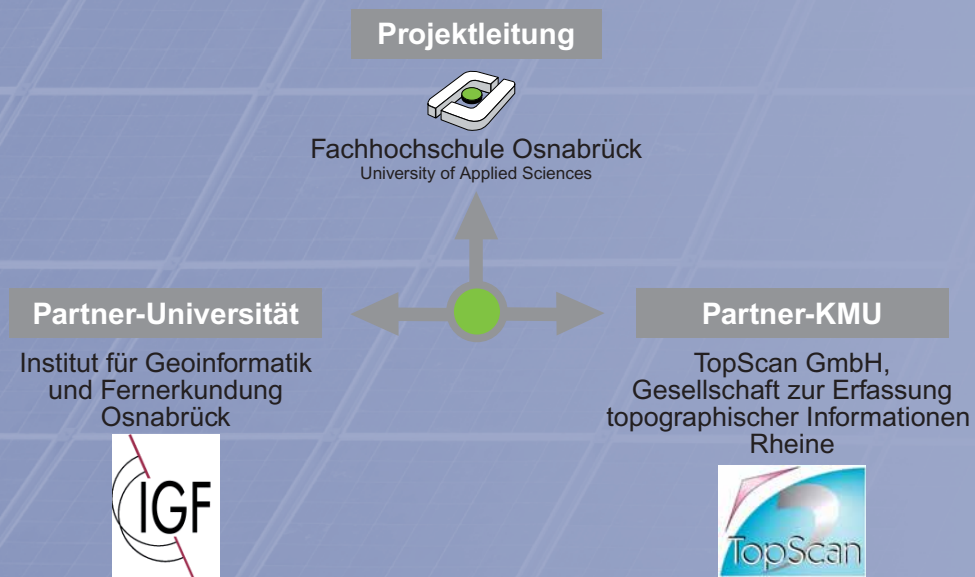 Projektleitung
Fachhochschule Osnabrück
University of Applied Sciences
Partner-Universität
Institut für Geoinformatik
und Fernerkundung
Osnabrück
IGF
Partner-KMU
TopScan GmbH,
Gesellschaft zur Erfassung
topographischer Informationen
Rheine
TopScan